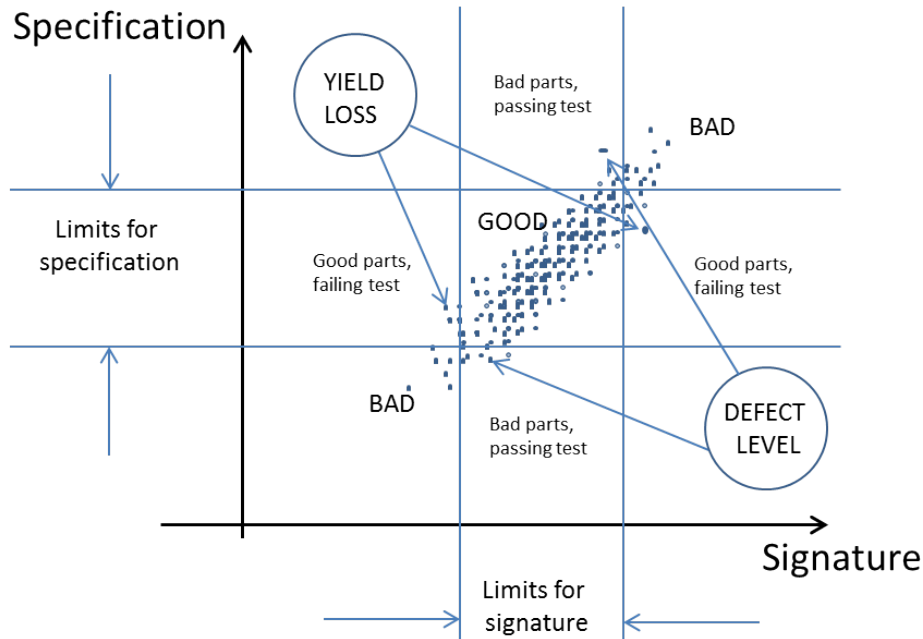 Specification
YIELD
LOSS
Bad parts,
passing test
BAD
Limits for
specification
GOOD
Good parts,
failing test
Good parts,
failing test
BAD
Bad parts,
passing test
DEFECT
LEVEL
Signature
Limits for
signature